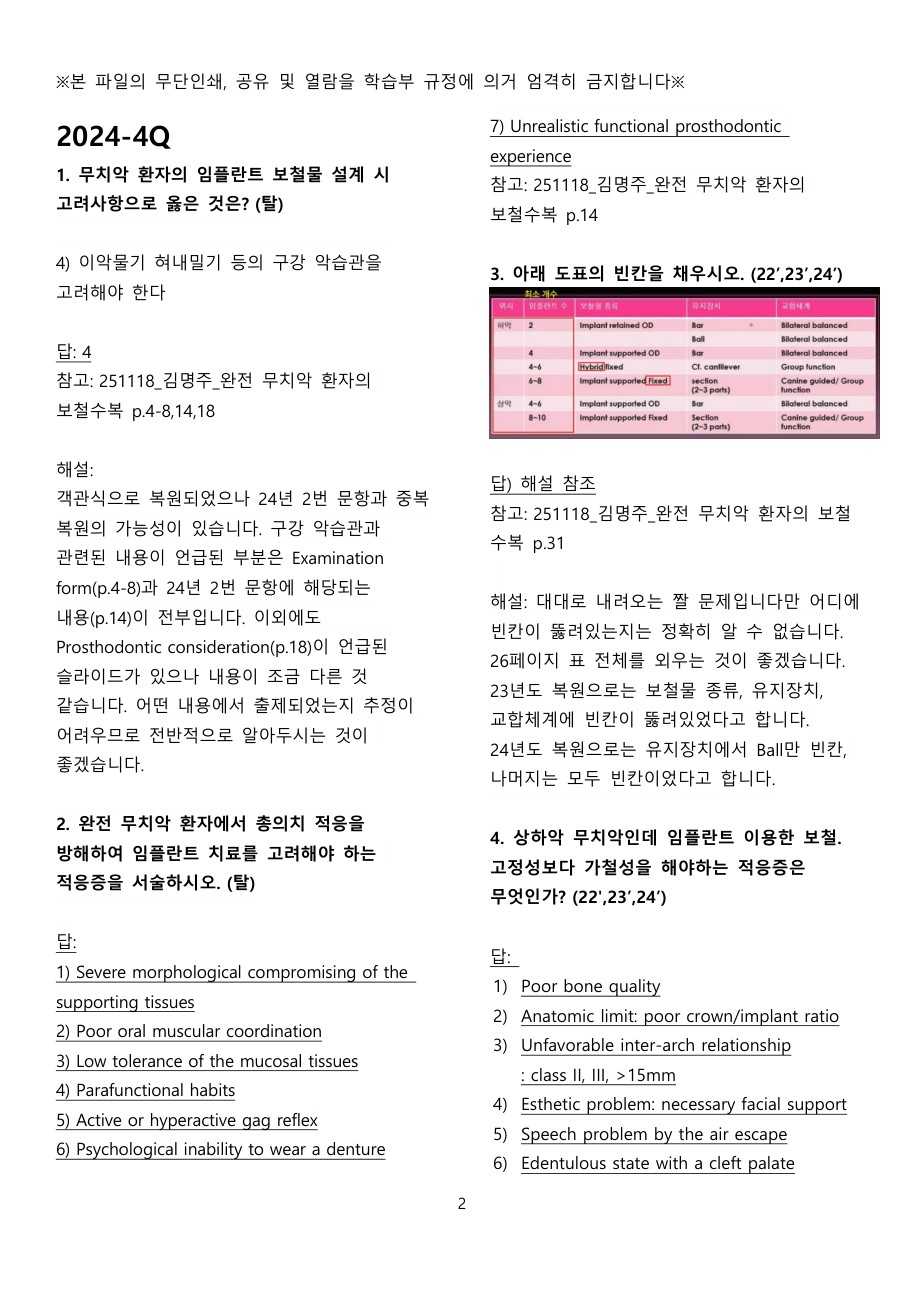 ※본 파일의 무단인쇄, 공유 및 열람을 학습부 규정에 의거 엄격히 금지합니다※
2024-4Q
1. 무치악 환자의 임플란트 보철물 설계 시
고려사항으로 옳은 것은? (탈)
4) 이악물기 혀내밀기 등의 구강 악습관을
고려해야 한다
답: 4
참고: 251118_김명주_완전 무치악 환자의
보철수복 p.4-8,14,18
해설:
객관식으로 복원되었으나 24년 2번 문항과 중복
복원의 가능성이 있습니다. 구강 악습관과
관련된 내용이 언급된 부분은 Examination
form(p.4-8)과 24년 2번 문항에 해당되는
내용(p.14)이 전부입니다. 이외에도
Prosthodontic consideration(p.18)이 언급된
슬라이드가 있으나 내용이 조금 다른 것
같습니다. 어떤 내용에서 출제되었는지 추정이
어려우므로 전반적으로 알아두시는 것이
좋겠습니다.
2. 완전 무치악 환자에서 총의치 적응을
방해하여 임플란트 치료를 고려해야 하는
적응증을 서술하시오. (탈)
답:
1) Severe morphological compromising of the
supporting tissues
2) Poor oral muscular coordination
3) Low tolerance of the mucosal tissues
4) Parafunctional habits
5) Active or hyperactive gag reflex
6) Psychological inability to wear a denture
7) Unrealistic functional prosthodontic
experience
참고: 251118_김명주_완전 무치악 환자의
보철수복 p.14
3. 아래 도표의 빈칸을 채우시오. (22’,23’,24’)
최소 개수
위치 임플란트 수 보철물 종류 유지장치 교합체계
하악 2 Implant retained OD Bar Bilateral balanced
Ball Bilateral balanced
4 Implant supported OD Bar Bilateral balanced
4~6 Hybrid fixed Cf. cantilever Group function
6~8 Implant supported Fixed section (2~3 parts) Canine guided/ Group function
상악 4~6 Implant supported OD Bar Bilateral balanced
8~10 Implant supported Fixed Section (2~3 parts) Canine guided/ Group function
답) 해설 참조
참고: 251118_김명주_완전 무치악 환자의 보철
수복 p.31
해설: 대대로 내려오는 짤 문제입니다만 어디에
빈칸이 뚫려있는지는 정확히 알 수 없습니다.
26페이지 표 전체를 외우는 것이 좋겠습니다.
23년도 복원으로는 보철물 종류, 유지장치,
교합체계에 빈칸이 뚫려있었다고 합니다.
24년도 복원으로는 유지장치에서 Ball만 빈칸,
나머지는 모두 빈칸이었다고 합니다.
4. 상하악 무치악인데 임플란트 이용한 보철.
고정성보다 가철성을 해야하는 적응증은
무엇인가? (22',23’,24’)
답:
1) Poor bone quality
2) Anatomic limit: poor crown/implant ratio
3) Unfavorable inter-arch relationship
: class II, III, >15mm
4) Esthetic problem: necessary facial support
5) Speech problem by the air escape
6) Edentulous state with a cleft palate
2